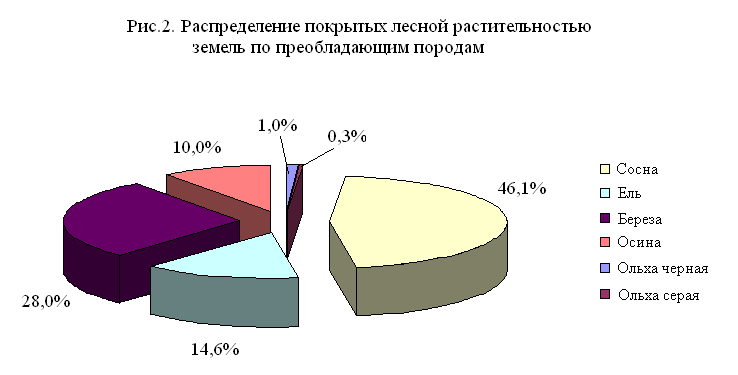 Рис.2. Распределение покрытых лесной растительностью
земель по преобладающим породам
1,0%
0,3%
10,0%
46,1%
28,0%
14,6%
Сосна
Ель
Береза
Осина
Ольха черная
Ольха серая